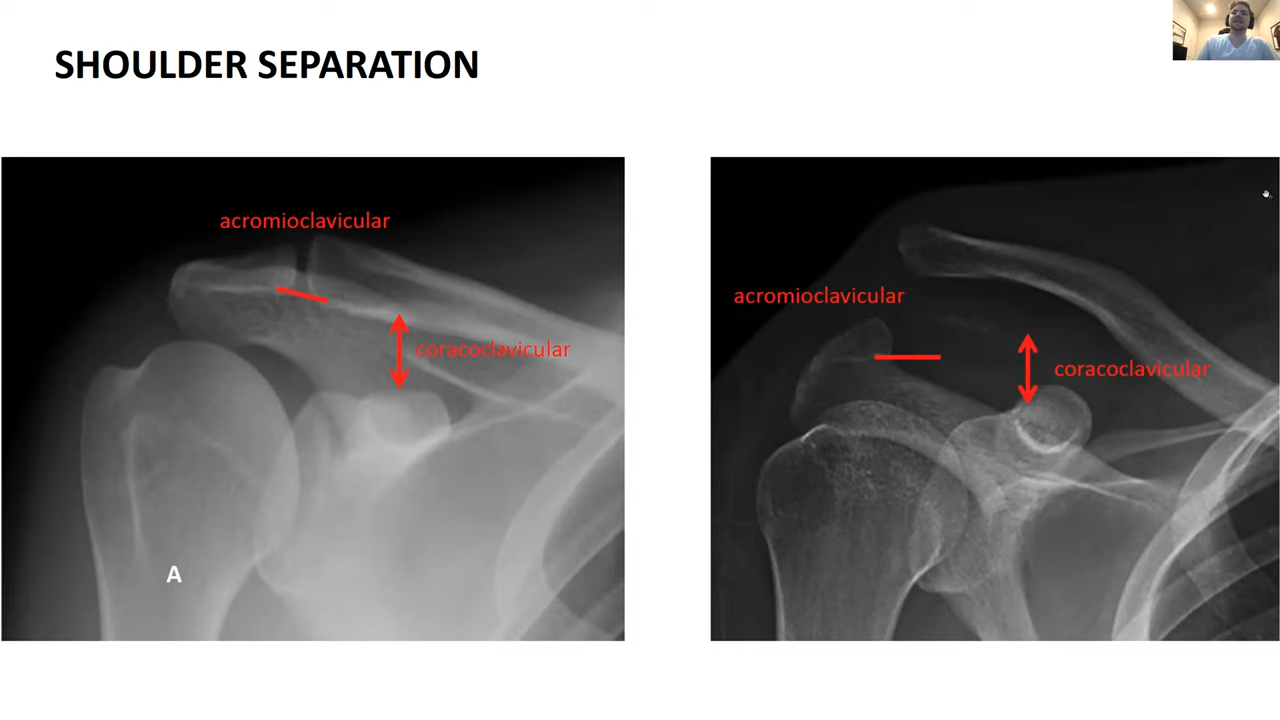 SHOULDER SEPARATION
acromioclavicular
coracoclavicular
A
acromioclavicular
coracoclavicular